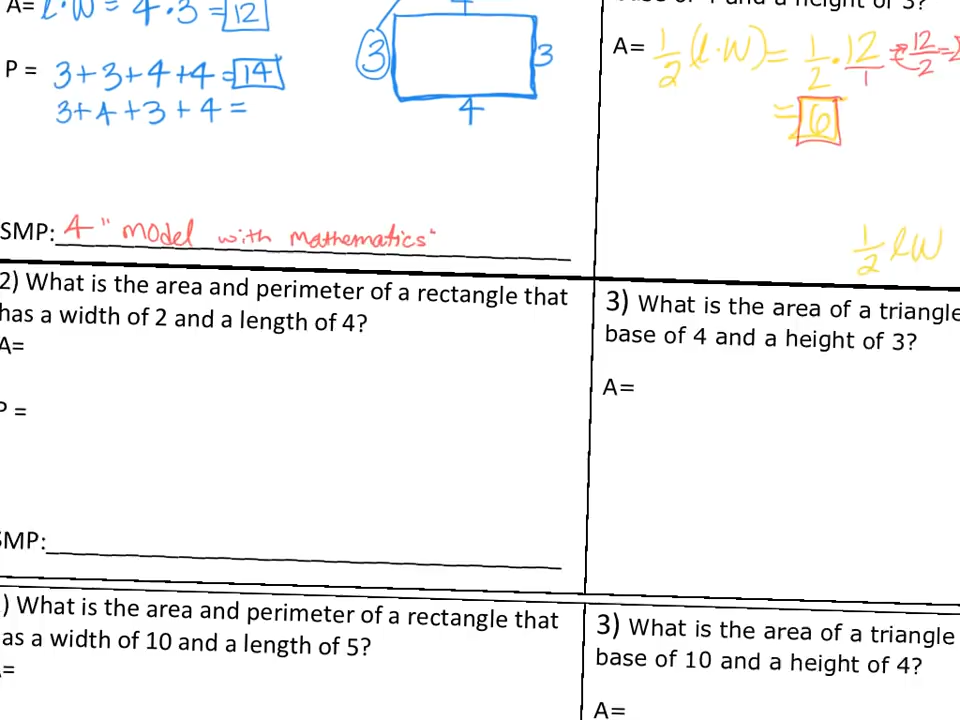 A= l·W = 4·3 = 12
P = 3+3+4+4=14
3+4+3+4 =
3
3
4
SMP: 4 "model with mathematics"
A= 1/2 (l·W) = 1/2 · 12/1 = 12/2 =
= 6
1/2 lW
2) What is the area and perimeter of a rectangle that
has a width of 2 and a length of 4?
A=
P =
SMP:
3) What is the area of a triangle
base of 4 and a height of 3?
A=
) What is the area and perimeter of a rectangle that
as a width of 10 and a length of 5?
A=
3) What is the area of a triangle
base of 10 and a height of 4?
A=